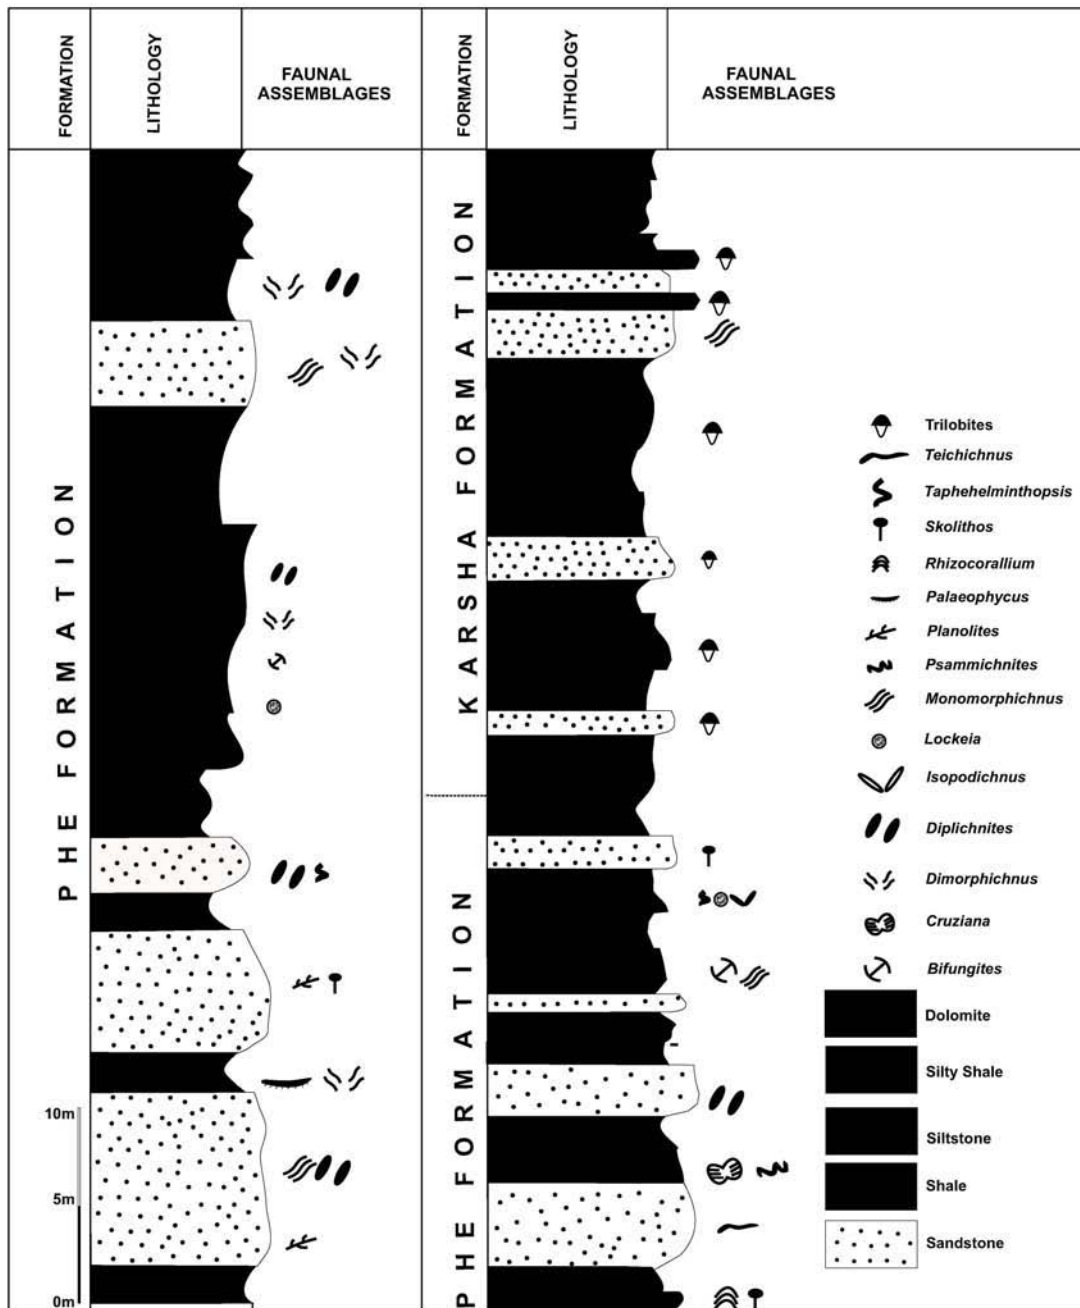 FORMATION
LITHOLOGY
FAUNAL
ASSEMBLAGES
FORMATION
LITHOLOGY
FAUNAL
ASSEMBLAGES
PHE FORMATION
10m
5m
0m
KARSHA FORMATION
PHE FORMATION
Trilobites
Teichichnus
Taphehelminthopsis
Skolithos
Rhizocorallium
Palaeophycus
Planolites
Psammichnites
Monomorphichnus
Lockeia
Isopodichnus
Diplichnites
Dimorphichnus
Cruziana
Bifungites
Dolomite
Silty Shale
Siltstone
Shale
Sandstone